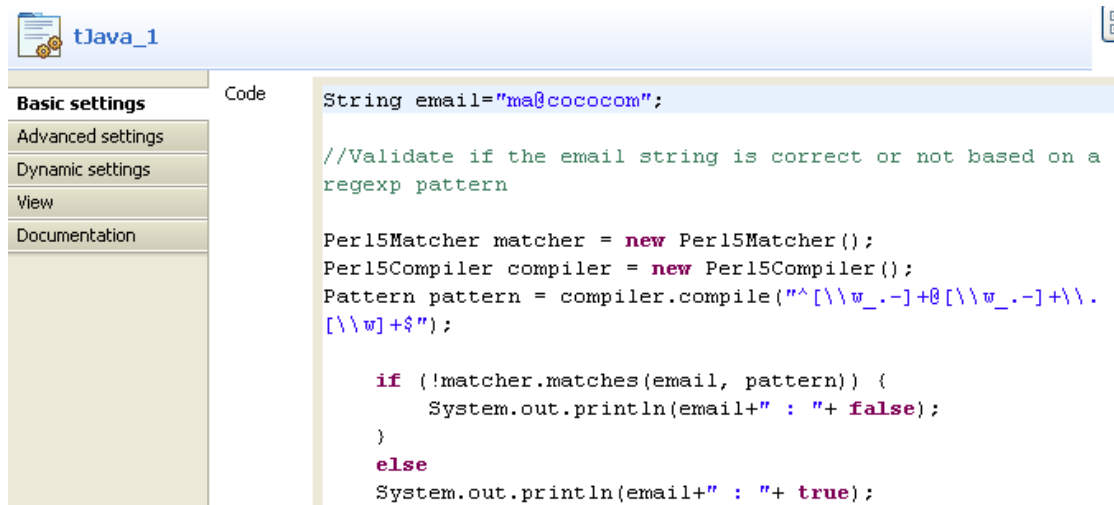 tJava_1
Basic settings
Advanced settings
Dynamic settings
View
Documentation
Code
String email="ma@cococom";
//Validate if the email string is correct or not based on a
regexp pattern
Perl5Matcher matcher = new Perl5Matcher();
Perl5Compiler compiler = new Perl5Compiler();
Pattern pattern = compiler.compile("^[\\w_.-]+@[\\w_.-]+\\.
[\\w]+$");
if (!matcher.matches(email, pattern)) {
System.out.println(email+" : "+ false);
}
else
System.out.println(email+" : "+ true);